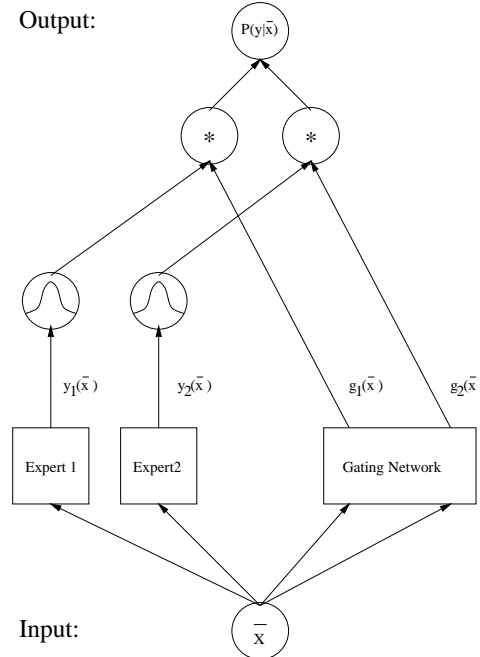 Output:
P(y|x̄)
* *
y₁(x̄) y₂(x̄) g₁(x̄) g₂(x̄
Expert 1 Expert2 Gating Network
Input:
x̄